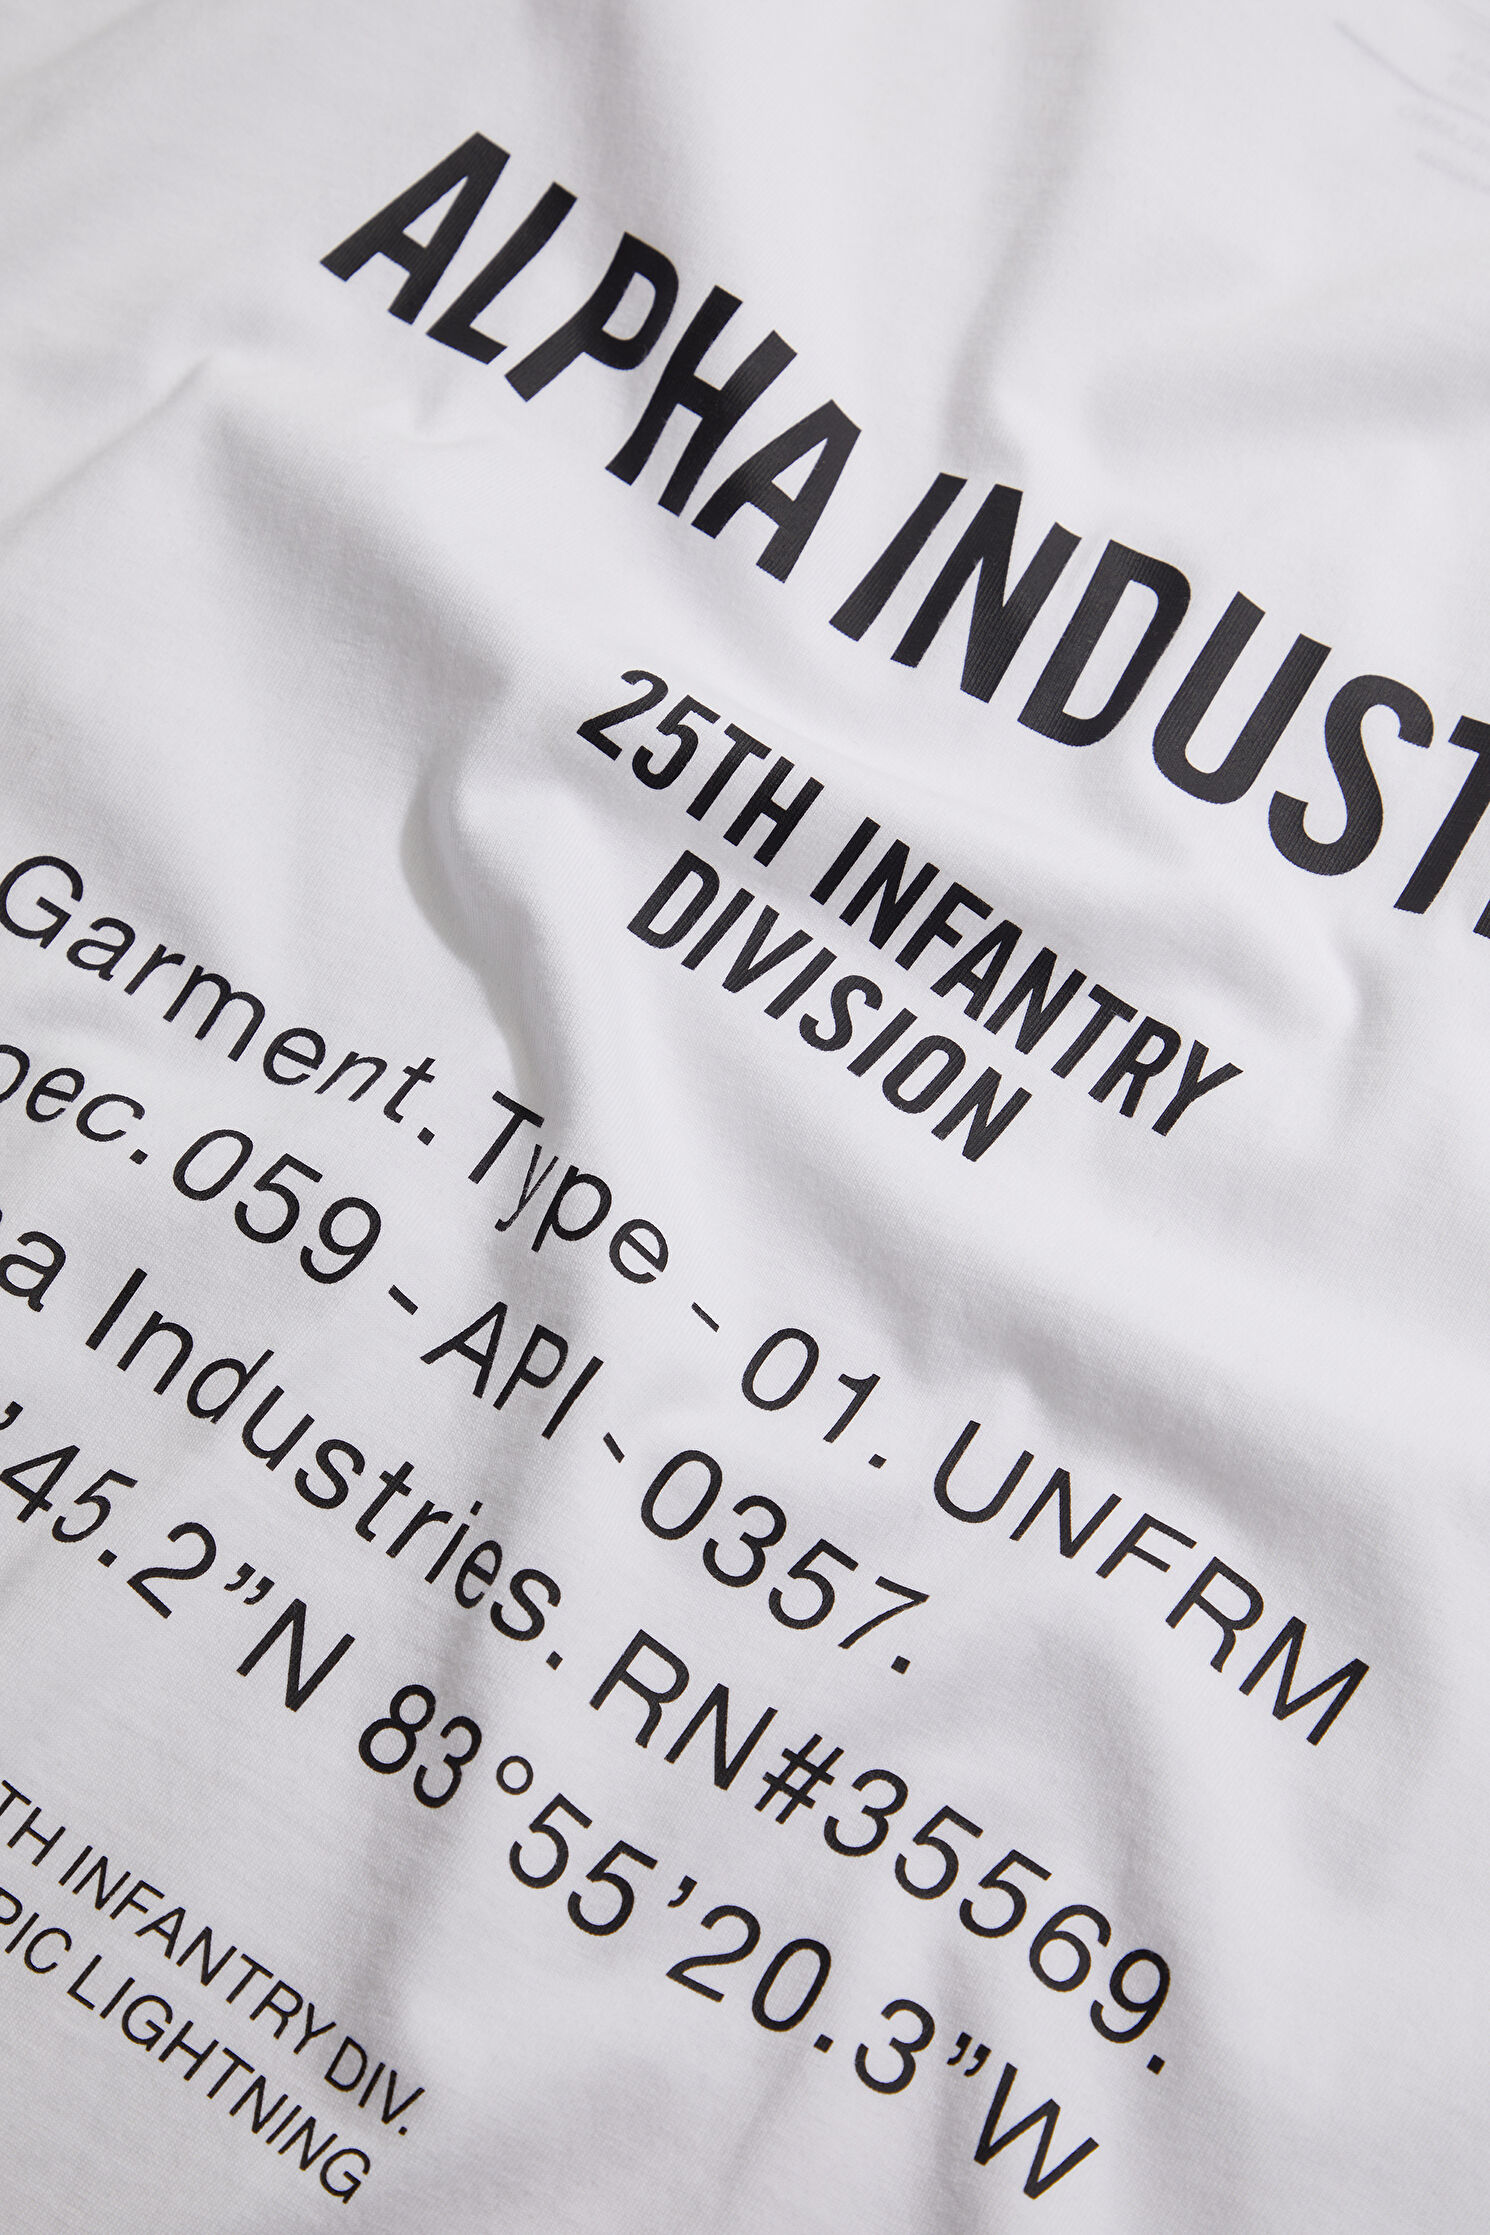 ALPHA INDUST
25TH INFANTRY
DIVISION
Garment. Type - 01. UNFRM
pec. 059 - API - 0357.
a Industries. RN#35569.
’45.2”N 83°55’20.3”W
TH INFANTRY DIV.
PIC LIGHTNING